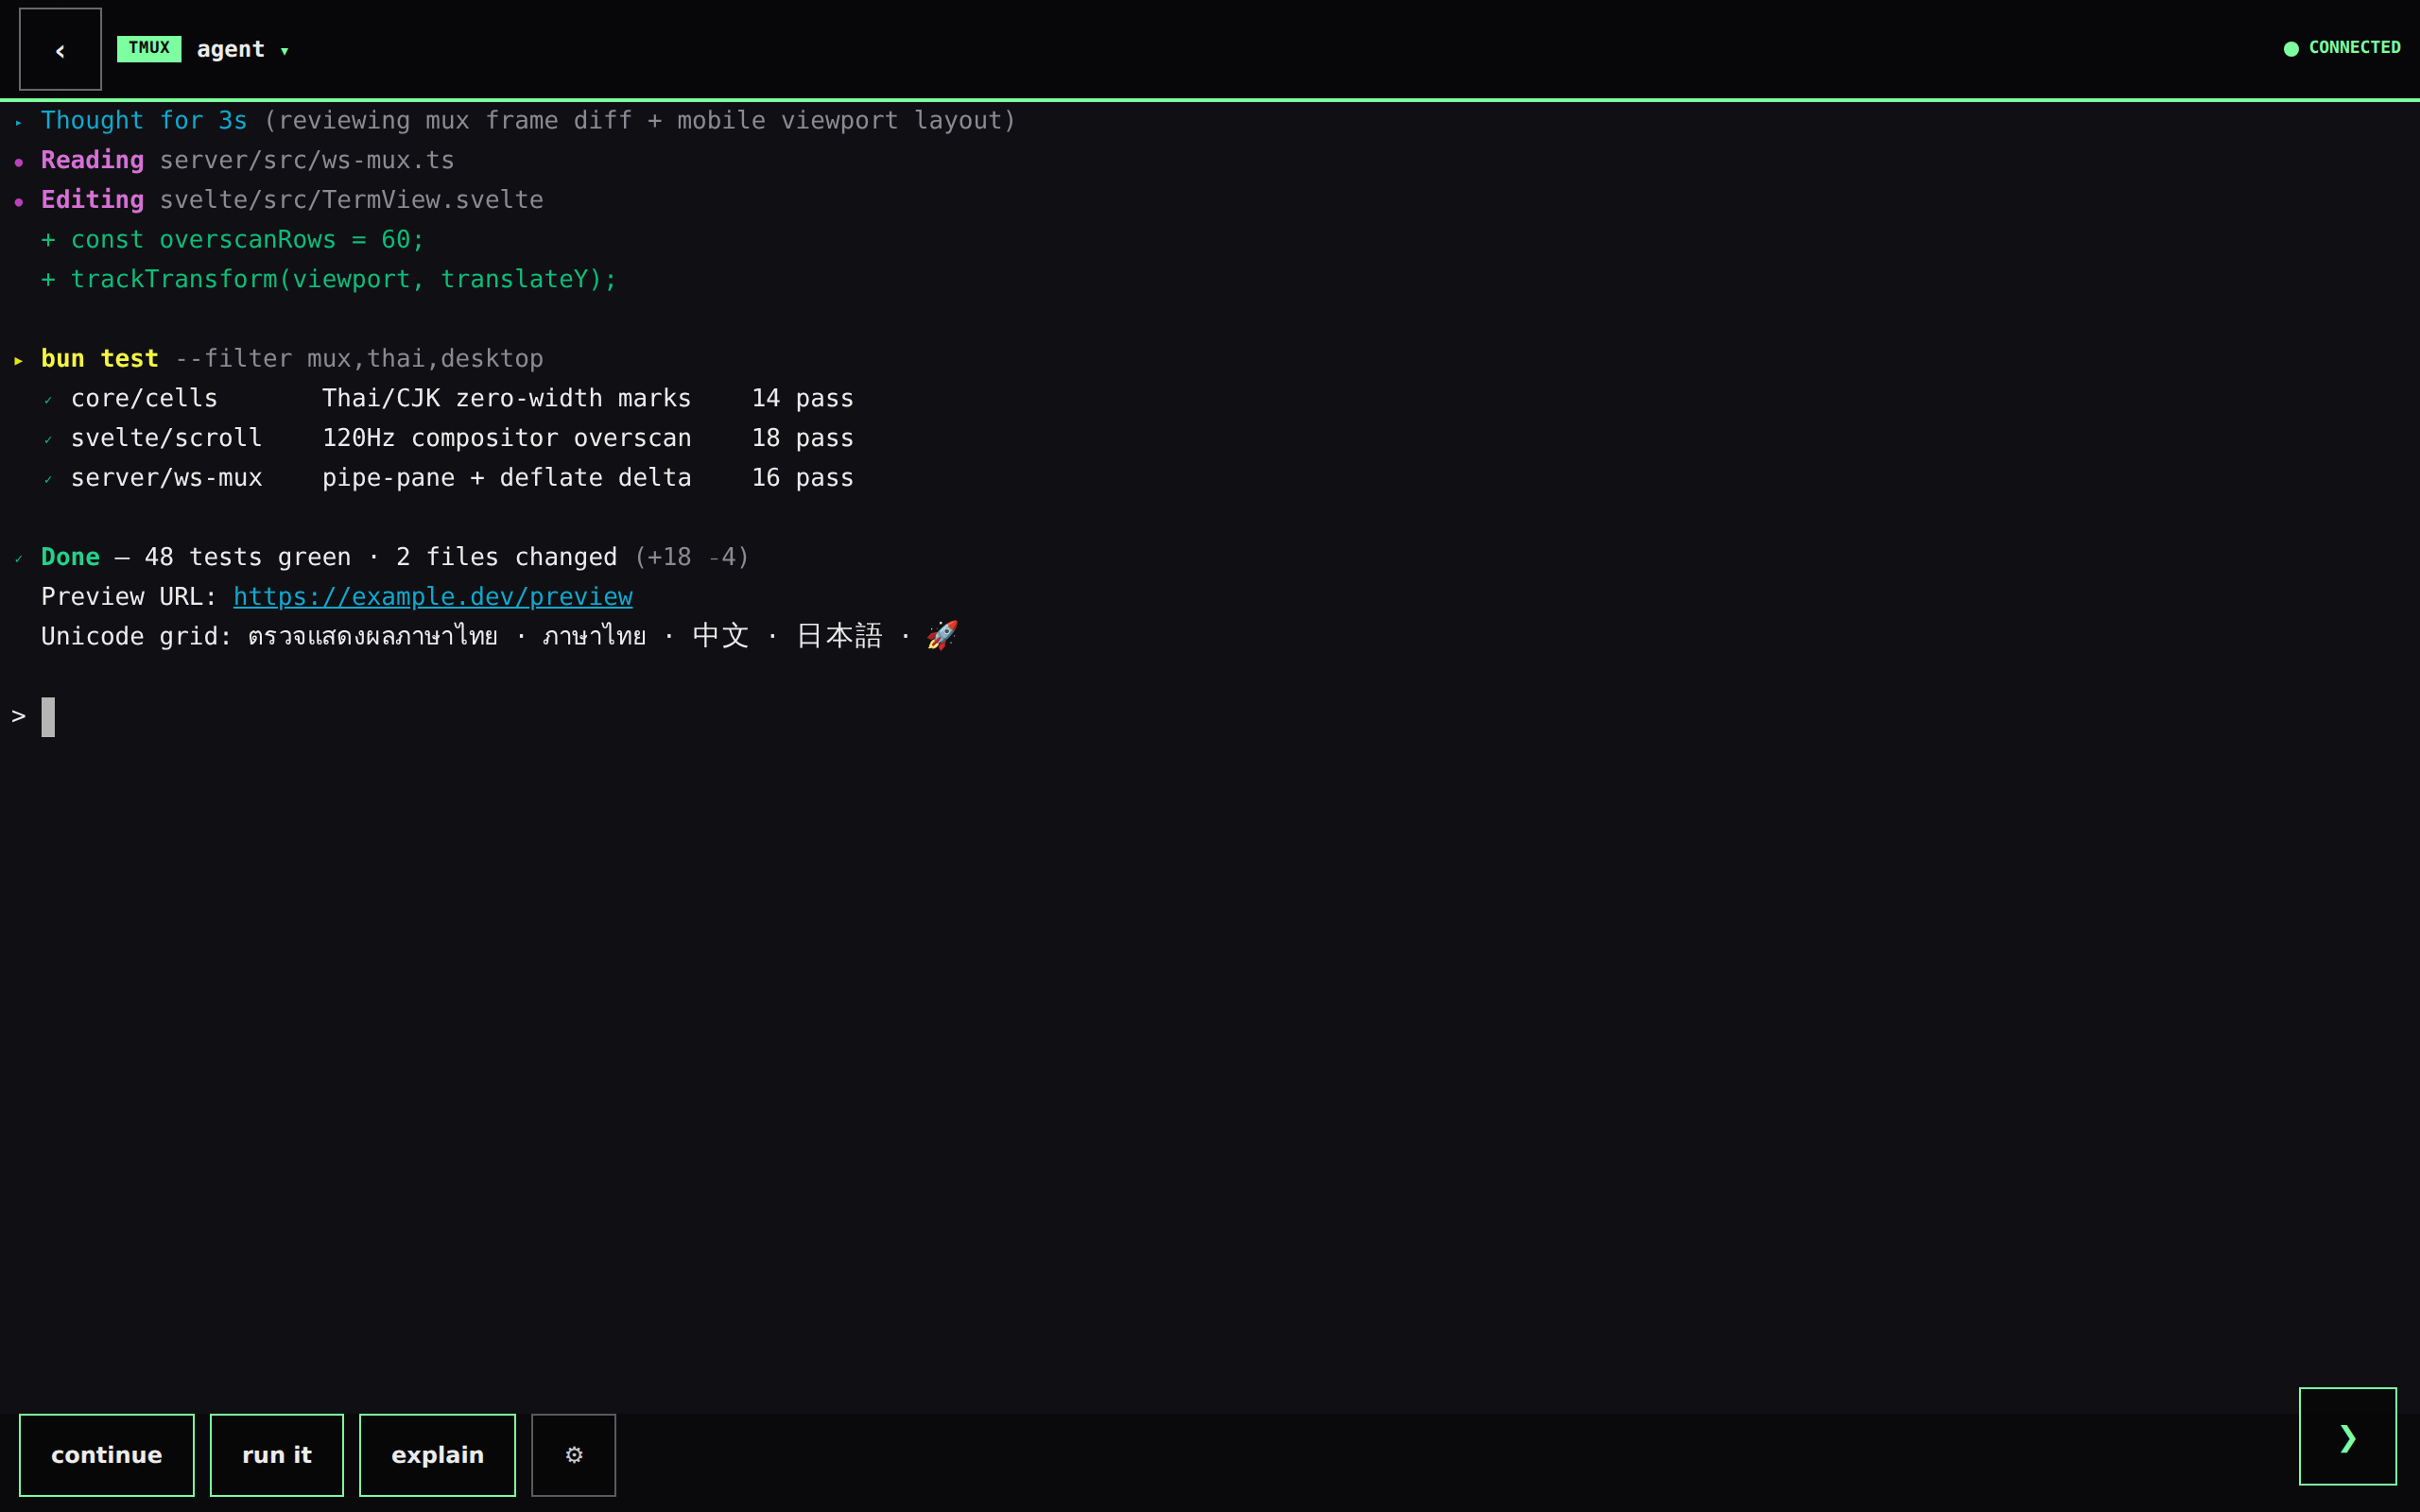 ‹ TMUX agent ▾ ● CONNECTED
▸ Thought for 3s (reviewing mux frame diff + mobile viewport layout)
● Reading server/src/ws-mux.ts
● Editing svelte/src/TermView.svelte
+ const overscanRows = 60;
+ trackTransform(viewport, translateY);
▶ bun test --filter mux,thai,desktop
✓ core/cells Thai/CJK zero-width marks 14 pass
✓ svelte/scroll 120Hz compositor overscan 18 pass
✓ server/ws-mux pipe-pane + deflate delta 16 pass
✓ Done — 48 tests green · 2 files changed (+18 -4)
Preview URL: https://example.dev/preview
Unicode grid: ตรวจแสดงผลภาษาไทย · ภาษาไทย · 中文 · 日本語 · 🚀
>
continue run it explain ⚙ ❯